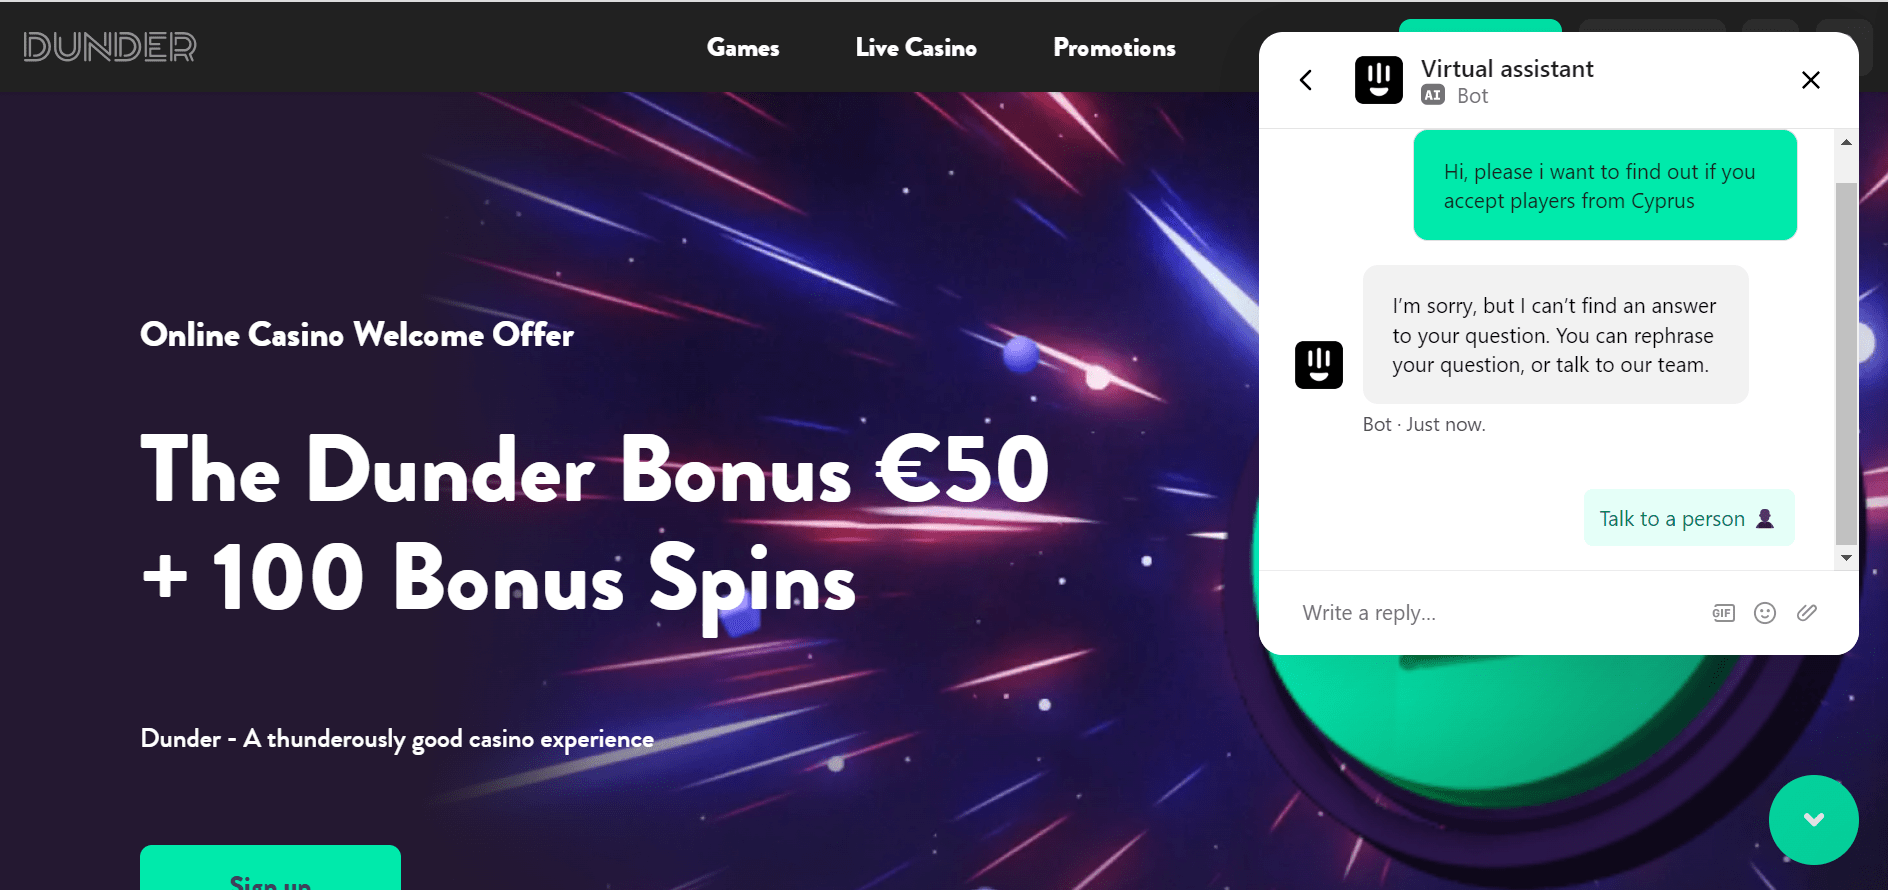 DUNDER
Games
Live Casino
Promotions
Online Casino Welcome Offer
The Dunder Bonus €50
+ 100 Bonus Spins
Dunder - A thunderously good casino experience
Sign up
Virtual assistant
AI Bot
Hi, please i want to find out if you
accept players from Cyprus
I'm sorry, but I can't find an answer
to your question. You can rephrase
your question, or talk to our team.
Bot · Just now.
Talk to a person
Write a reply...
GIF